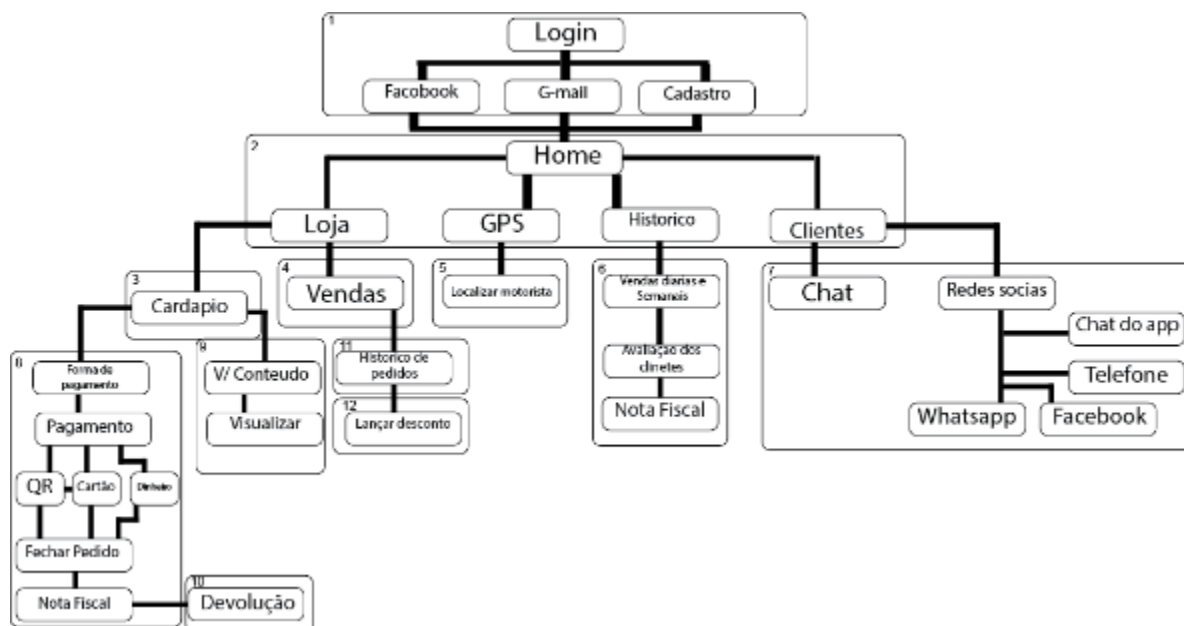 1
Login
Facobook
G-mail
Cadastro
2
Home
Loja
GPS
Historico
Clientes
3
Cardapio
4
Vendas
5
Localizar motorista
6
Vendas diarias e
Semanais
Avaliação dos
clinetes
Nota Fiscal
7
Chat
Redes socias
Chat do app
Telefone
Whatsapp
Facebook
8
Forma de
pagamento
Pagamento
QR
Cartão
Dinheiro
Fechar Pedido
Nota Fiscal
9
V/ Conteudo
Visualizar
10
Devolução
11
Historico de
pedidos
12
Lançar desconto